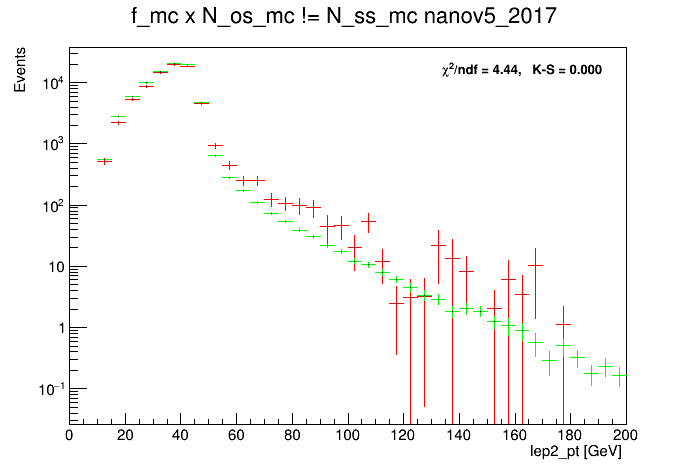 f_mc x N_os_mc != N_ss_mc nanov5_2017
Events
χ²/ndf = 4.44, K-S = 0.000
10⁴
10³
10²
10
1
10⁻¹
0 20 40 60 80 100 120 140 160 180 200
lep2_pt [GeV]